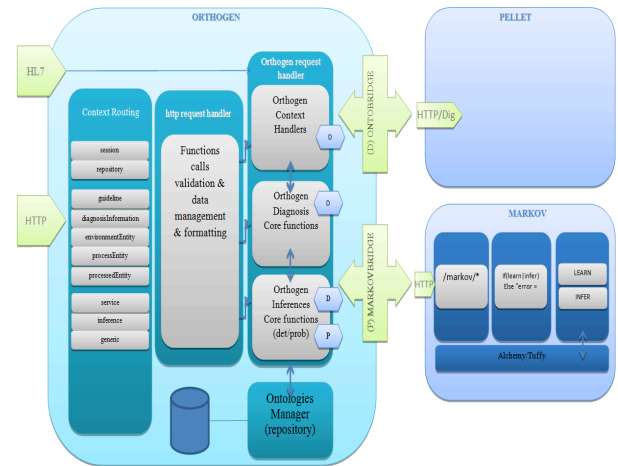 ORTHOGEN
PELLET
HL7
Orthogen request
handler
Context Routing
http request handler
Orthogen
Context
Handlers
D
(D) ONTOBRIDGE
HTTP/Dig
session
repository
Functions
calls
validation &
data
management
& formatting
guideline
diagnosisInformation
environmentEntity
processEntity
processedEntity
Orthogen
Diagnosis
Core functions
D
HTTP
MARKOV
service
inference
generic
Orthogen
Inferences
Core functions
(det/prob)
D
P
(P) MARKOVBRIDGE
HTTP
/markov/*
If(learn|infer)
Else "error »
LEARN
INFER
Alchemy/Tuffy
Ontologies
Manager
(repository)